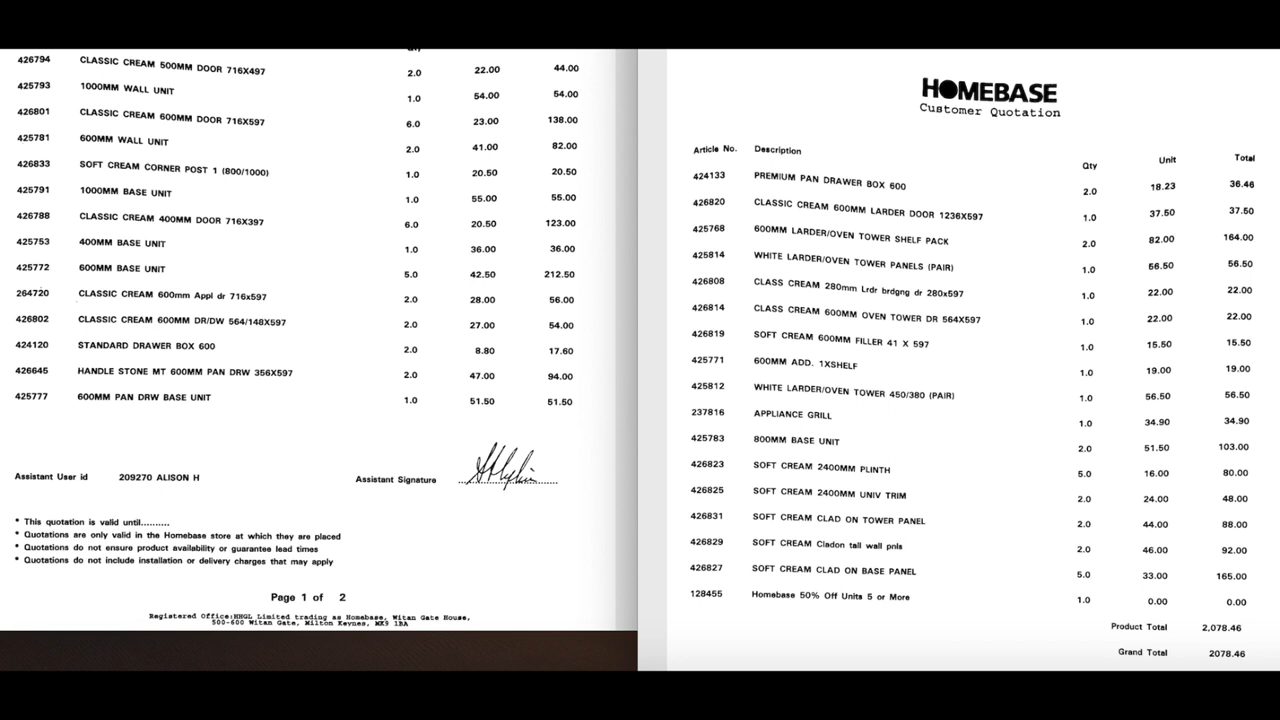 426794 CLASSIC CREAM 500MM DOOR 716X497 2.0 22.00 44.00
425793 1000MM WALL UNIT 1.0 54.00 54.00
426801 CLASSIC CREAM 600MM DOOR 716X597 6.0 23.00 138.00
425781 600MM WALL UNIT 2.0 41.00 82.00
426833 SOFT CREAM CORNER POST 1 (800/1000) 1.0 20.50 20.50
425791 1000MM BASE UNIT 1.0 55.00 55.00
426788 CLASSIC CREAM 400MM DOOR 716X397 6.0 20.50 123.00
425753 400MM BASE UNIT 1.0 36.00 36.00
425772 600MM BASE UNIT 5.0 42.50 212.50
264720 CLASSIC CREAM 600mm Appl dr 716x597 2.0 28.00 56.00
426802 CLASSIC CREAM 600MM DR/DW 564/148X597 2.0 27.00 54.00
424120 STANDARD DRAWER BOX 600 2.0 8.80 17.60
426645 HANDLE STONE MT 600MM PAN DRW 356X597 2.0 47.00 94.00
425777 600MM PAN DRW BASE UNIT 1.0 51.50 51.50
Assistant User id 209270 ALISON H Assistant Signature
* This quotation is valid until..........
* Quotations are only valid in the Homebase store at which they are placed
* Quotations do not ensure product availability or guarantee lead times
* Quotations do not include installation or delivery charges that may apply
Page 1 of 2
Registered Office:HHGL Limited trading as Homebase, Witan Gate House,
500-600 Witan Gate, Milton Keynes, MK9 1BA
HOMEBASE
Customer Quotation
Article No. Description Qty Unit Total
424133 PREMIUM PAN DRAWER BOX 600 2.0 18.23 36.46
426820 CLASSIC CREAM 600MM LARDER DOOR 1236X597 1.0 37.50 37.50
425768 600MM LARDER/OVEN TOWER SHELF PACK 2.0 82.00 164.00
425814 WHITE LARDER/OVEN TOWER PANELS (PAIR) 1.0 56.50 56.50
426808 CLASS CREAM 280mm Lrdr brdgng dr 280x597 1.0 22.00 22.00
426814 CLASS CREAM 600MM OVEN TOWER DR 564X597 1.0 22.00 22.00
426819 SOFT CREAM 600MM FILLER 41 X 597 1.0 15.50 15.50
425771 600MM ADD. 1XSHELF 1.0 19.00 19.00
425812 WHITE LARDER/OVEN TOWER 450/380 (PAIR) 1.0 56.50 56.50
237816 APPLIANCE GRILL 1.0 34.90 34.90
425783 800MM BASE UNIT 2.0 51.50 103.00
426823 SOFT CREAM 2400MM PLINTH 5.0 16.00 80.00
426825 SOFT CREAM 2400MM UNIV TRIM 2.0 24.00 48.00
426831 SOFT CREAM CLAD ON TOWER PANEL 2.0 44.00 88.00
426829 SOFT CREAM Cladon tall wall pnls 2.0 46.00 92.00
426827 SOFT CREAM CLAD ON BASE PANEL 5.0 33.00 165.00
128455 Homebase 50% Off Units 5 or More 1.0 0.00 0.00
Product Total 2,078.46
Grand Total 2078.46